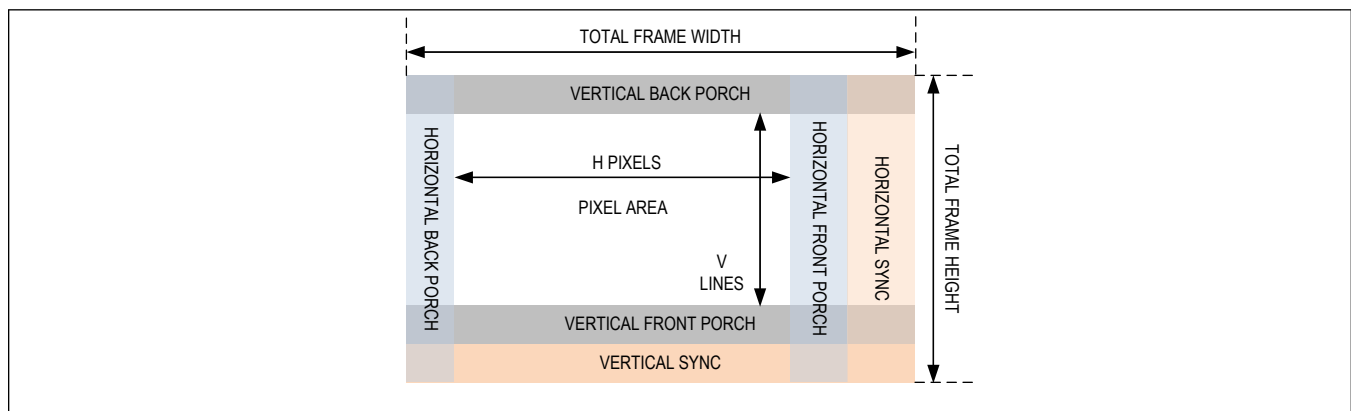 TOTAL FRAME WIDTH
VERTICAL BACK PORCH
HORIZONTAL BACK PORCH
H PIXELS
PIXEL AREA
V
LINES
HORIZONTAL FRONT PORCH
HORIZONTAL SYNC
TOTAL FRAME HEIGHT
VERTICAL FRONT PORCH
VERTICAL SYNC